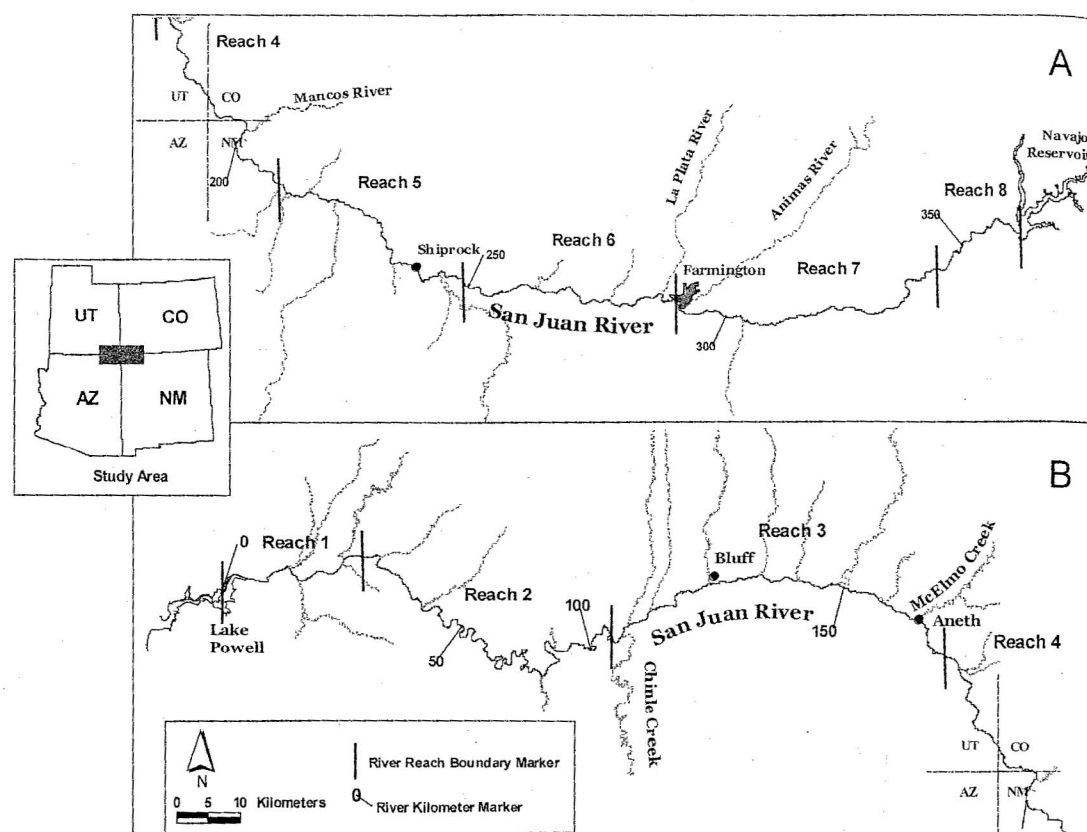 Reach 4
A
UT
CO
Mancos River
AZ
NM
200
Reach 5
Shiprock
250
Reach 6
La Plata River
Animas River
Farmington
Reach 7
300
San Juan River
Reach 8
350
Navajo
Reservoir
UT
CO
AZ
NM
Study Area
B
0
Reach 1
Lake
Powell
Reach 2
50
100
Chinle Creek
Bluff
Reach 3
San Juan River
150
McElmo Creek
Aneth
Reach 4
UT
CO
AZ
NM
N
0 5 10 Kilometers
River Reach Boundary Marker
0
River Kilometer Marker